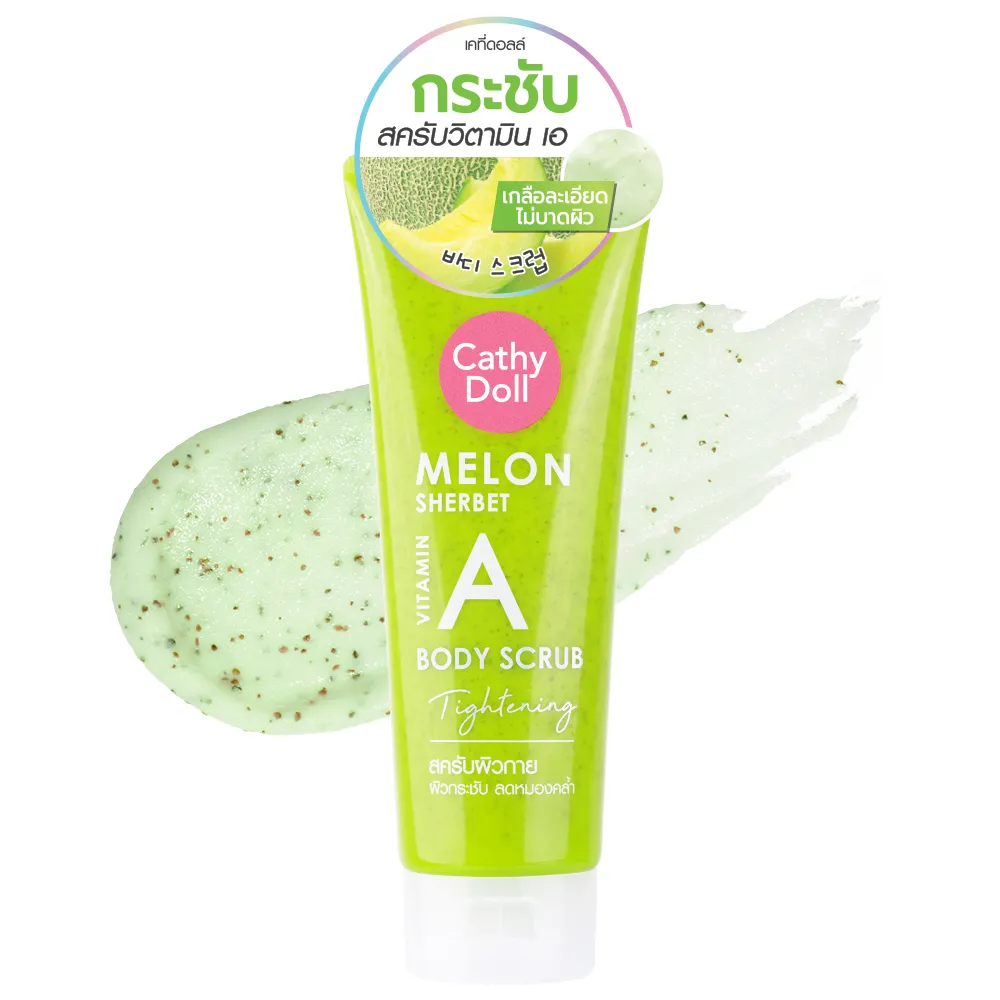 เคที่ดอลล์
กระชับ
สครับวิตามิน เอ
เกลือละเอียด
ไม่บาดผิว
바디 스크럽
Cathy
Doll
MELON
SHERBET
VITAMIN
A
BODY SCRUB
Tightening
สครับผิวกาย
ผิวกระชับ ลดหมองคล้ำ